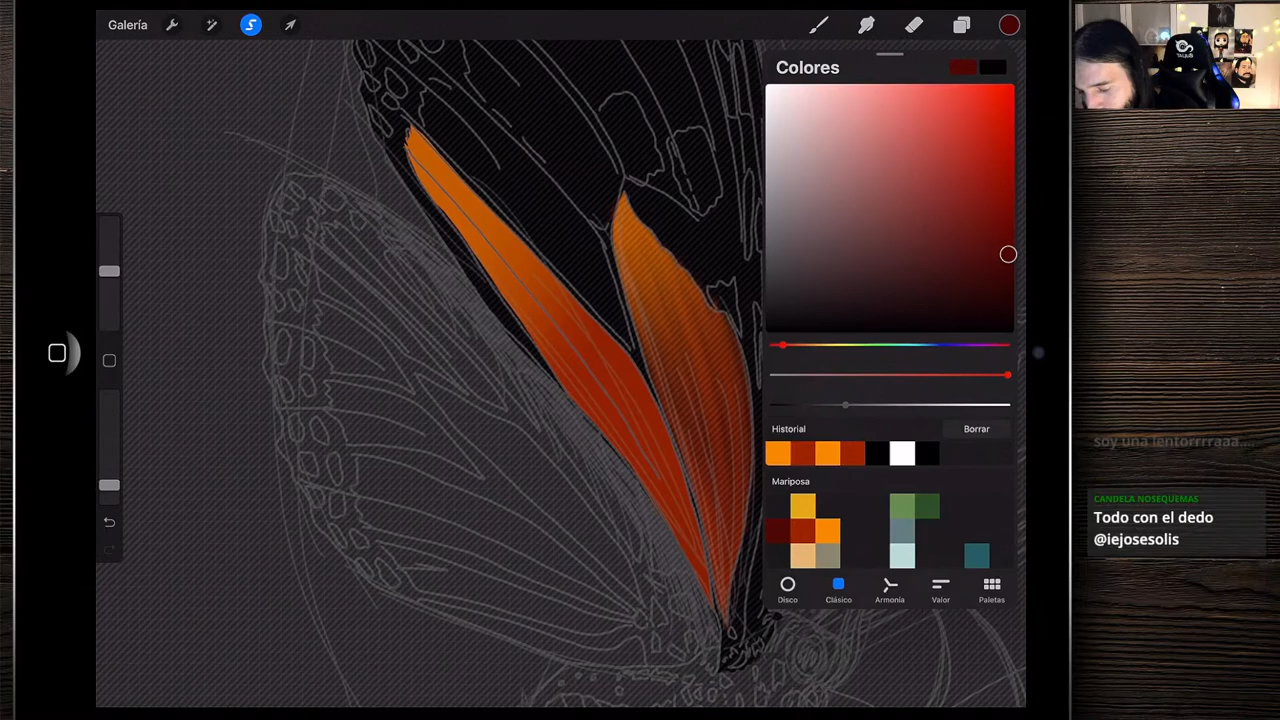 Galería
Colores
Historial
Borrar
Mariposa
Disco
Clásico
Armonía
Valor
Paletas
soy una lentorrrraaa....
CANDELA NOSEQUEMAS
Todo con el dedo
@iejosesolis